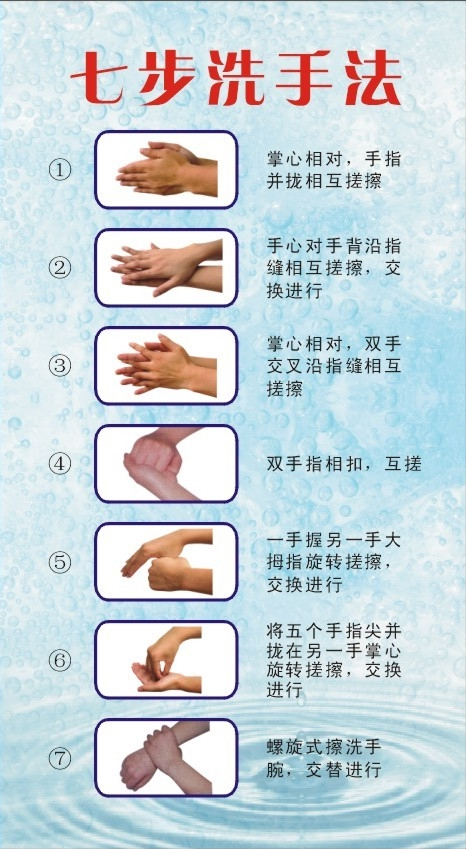 七步洗手法
①
掌心相对，手指
并拢相互搓擦
②
手心对手背沿指
缝相互搓擦，交
换进行
③
掌心相对，双手
交叉沿指缝相互
搓擦
④
双手指相扣，互搓
⑤
一手握另一手大
拇指旋转搓擦，
交换进行
⑥
将五个手指尖并
拢在另一手掌心
旋转搓擦，交换
进行
⑦
螺旋式擦洗手
腕，交替进行